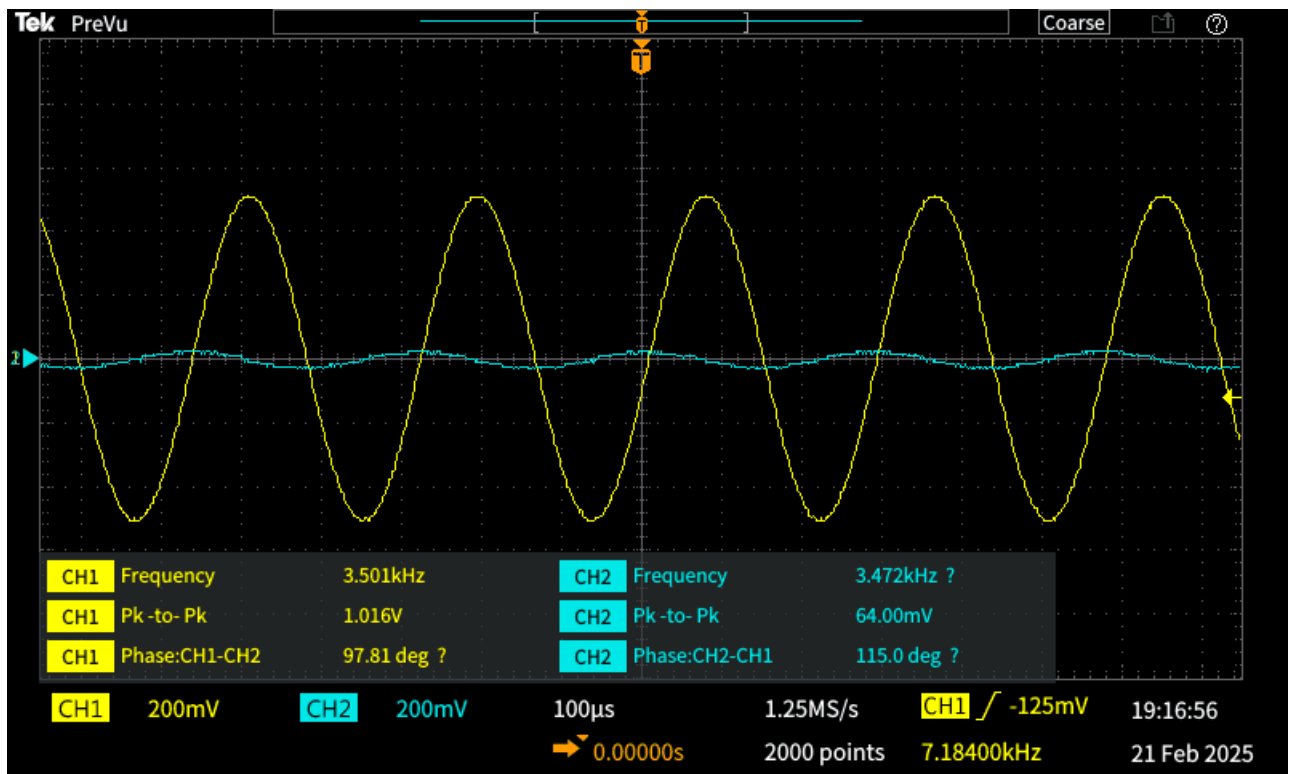 Tek PreVu Coarse
T
T
2
CH1 Frequency 3.501kHz CH2 Frequency 3.472kHz ?
CH1 Pk-to-Pk 1.016V CH2 Pk-to-Pk 64.00mV
CH1 Phase:CH1-CH2 97.81 deg ? CH2 Phase:CH2-CH1 115.0 deg ?
CH1 200mV CH2 200mV 100µs 1.25MS/s CH1 -125mV 19:16:56
0.00000s 2000 points 7.18400kHz 21 Feb 2025